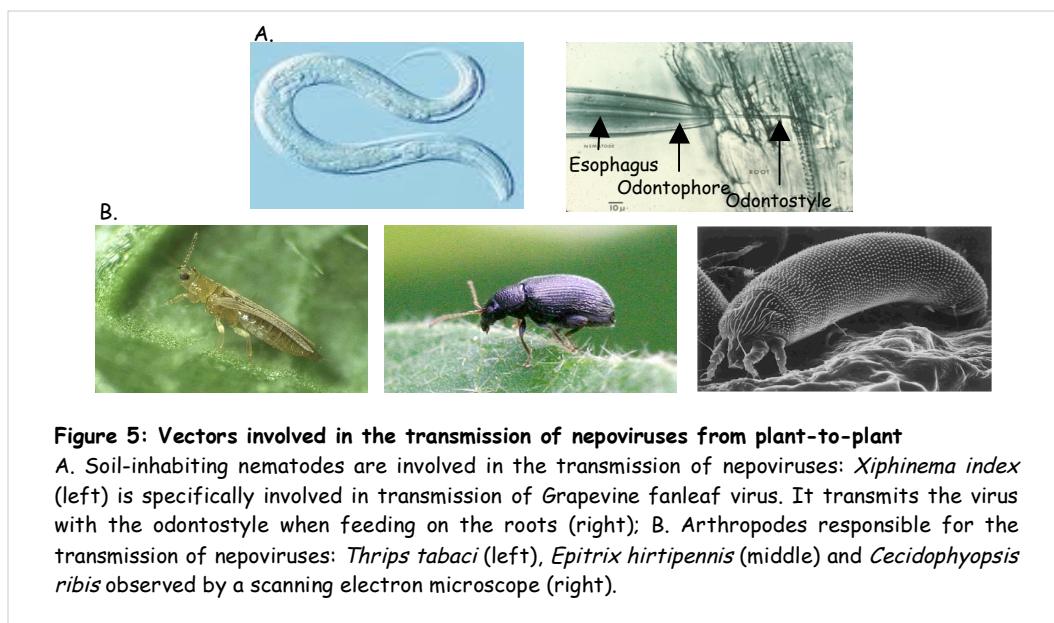 A.
NEMATODE
Esophagus
ROOT
Odontophore
Odontostyle
10 µ
B.
Figure 5: Vectors involved in the transmission of nepoviruses from plant-to-plant
A. Soil-inhabiting nematodes are involved in the transmission of nepoviruses: Xiphinema index
(left) is specifically involved in transmission of Grapevine fanleaf virus. It transmits the virus
with the odontostyle when feeding on the roots (right); B. Arthropodes responsible for the
transmission of nepoviruses: Thrips tabaci (left), Epitrix hirtipennis (middle) and Cecidophyopsis
ribis observed by a scanning electron microscope (right).